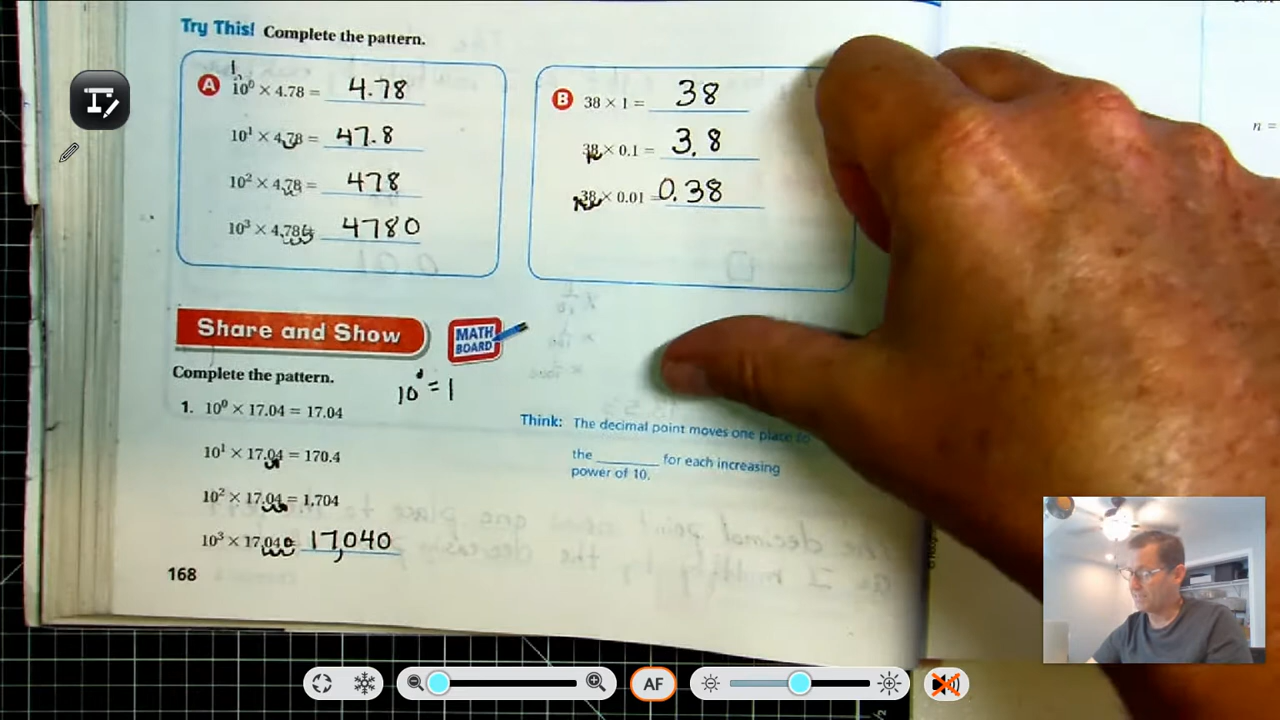 Try This! Complete the pattern.
A
1
10⁰ × 4.78 = 4.78
10¹ × 4.78 = 47.8
10² × 4.78 = 478
10³ × 4.78 = 4780
B
38 × 1 = 38
38 × 0.1 = 3.8
38 × 0.01 = 0.38
n =
Share and Show
MATH
BOARD
Complete the pattern.
10⁰ = 1
1. 10⁰ × 17.04 = 17.04
10¹ × 17.04 = 170.4
10² × 17.04 = 1,704
10³ × 17.040 = 17,040
Think: The decimal point moves one place to
the ______ for each increasing
power of 10.
168
AF